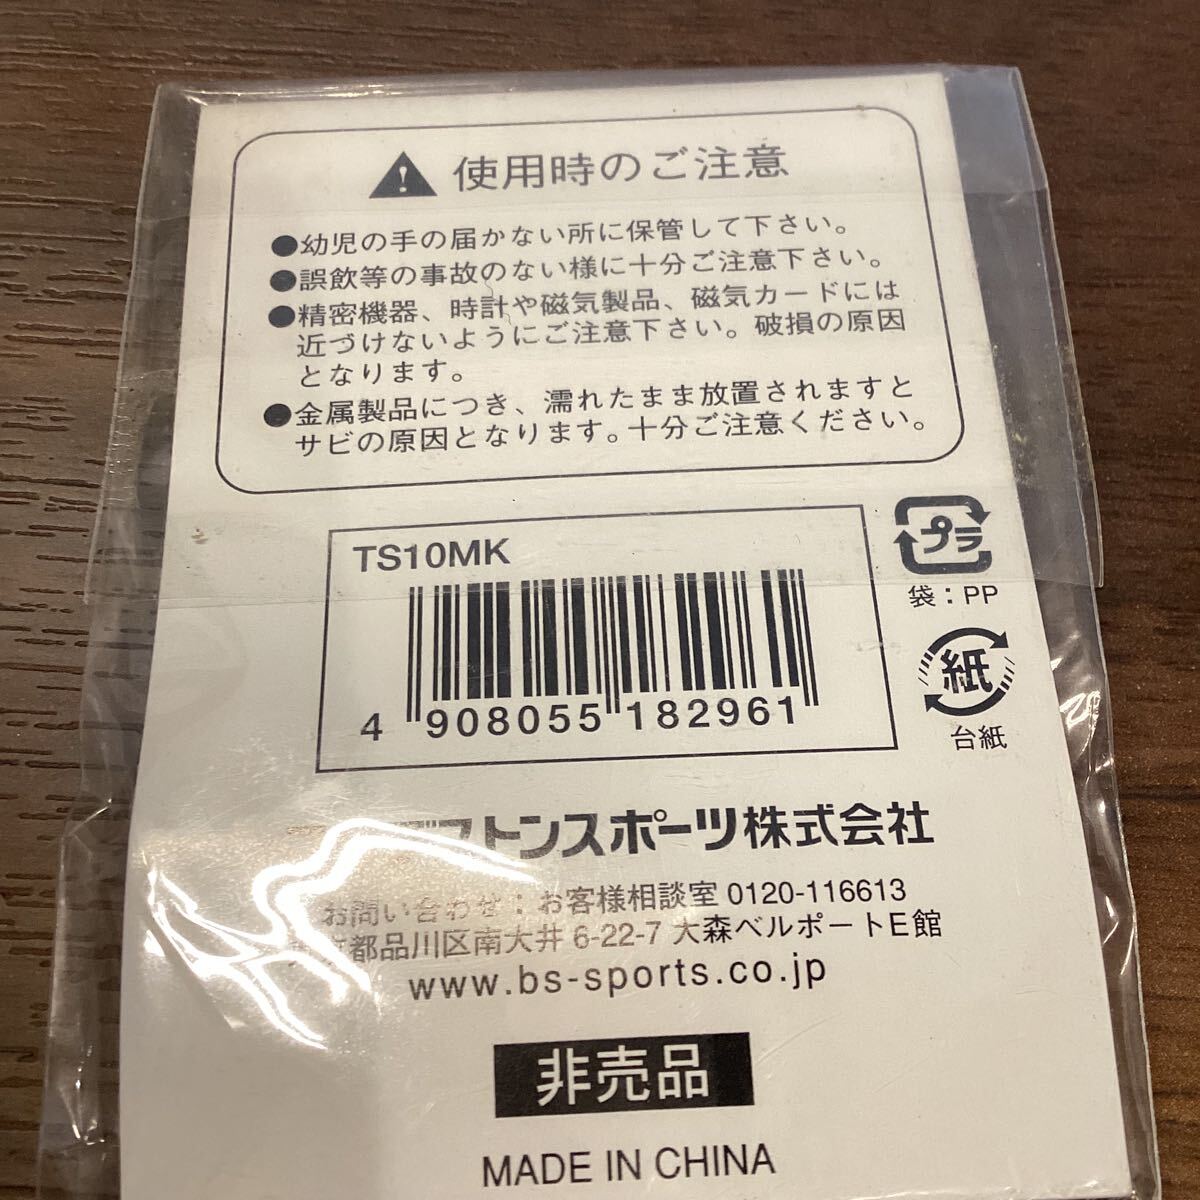 使用時のご注意
●幼児の手の届かない所に保管して下さい。
●誤飲等の事故のない様に十分ご注意下さい。
●精密機器、時計や磁気製品、磁気カードには
近づけないようにご注意下さい。破損の原因
となります。
●金属製品につき、濡れたまま放置されますと
サビの原因となります。十分ご注意ください。
TS10MK
4 908055 182961
プラ
袋：PP
紙
台紙
ストンスポーツ株式会社
お問い合わせ：お客様相談室 0120-116613
京都品川区南大井 6-22-7 大森ベルポートE館
www.bs-sports.co.jp
非売品
MADE IN CHINA